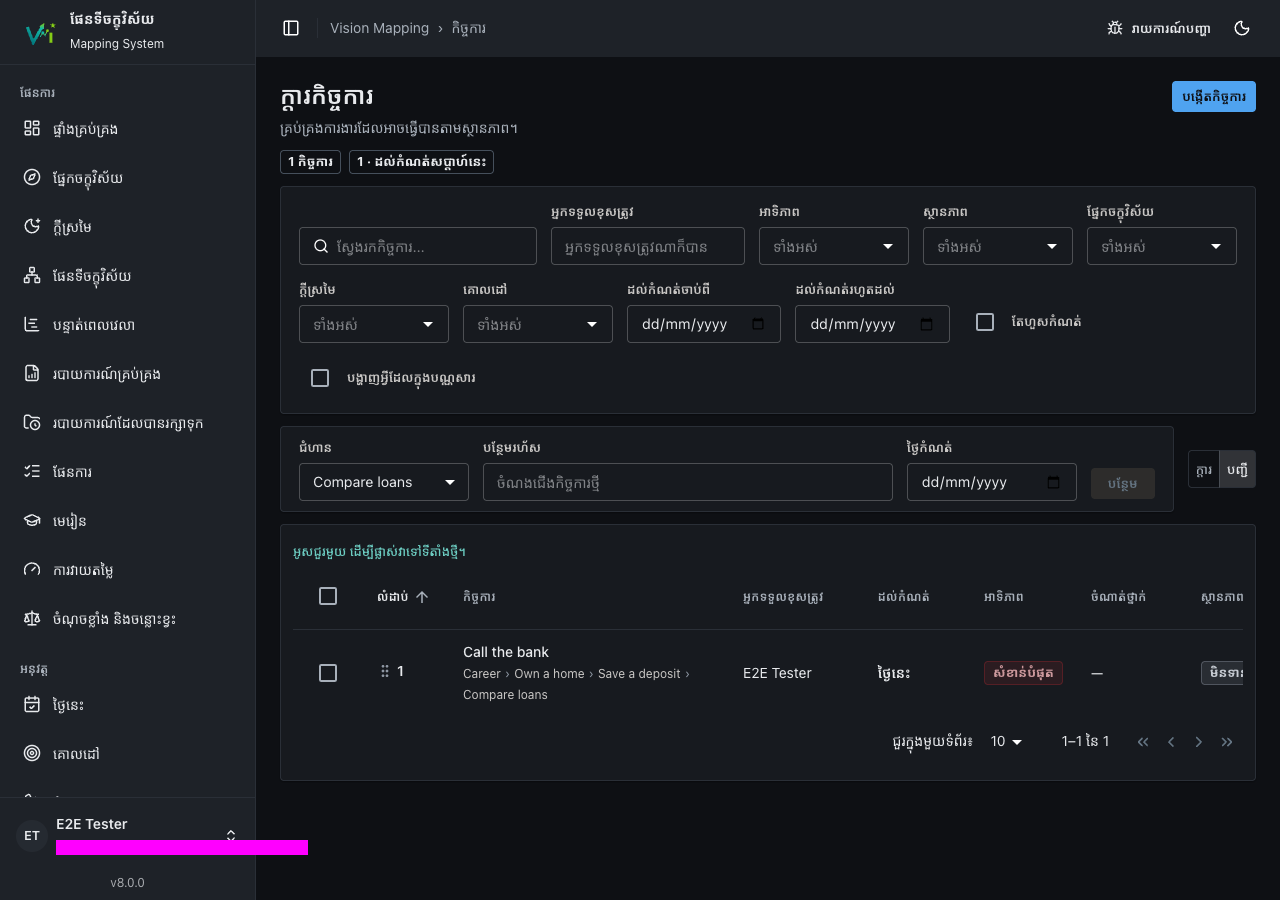 ផែនទីចក្ខុវិស័យ
Mapping System
ផែនការ
ផ្ទាំងគ្រប់គ្រង
ផ្នែកចក្ខុវិស័យ
ក្ដីស្រមៃ
ផែនទីចក្ខុវិស័យ
បន្ទាត់ពេលវេលា
របាយការណ៍គ្រប់គ្រង
របាយការណ៍ដែលបានរក្សាទុក
ផែនការ
មេរៀន
ការវាយតម្លៃ
ចំណុចខ្លាំង និងចន្លោះខ្វះ
អនុវត្ត
ថ្ងៃនេះ
គោលដៅ
ET
E2E Tester
v8.0.0
Vision Mapping › កិច្ចការ
រាយការណ៍បញ្ហា
ក្ដារកិច្ចការ
បង្កើតកិច្ចការ
គ្រប់គ្រងការងារដែលអាចធ្វើបានតាមស្ថានភាព។
1 កិច្ចការ
1 · ដល់កំណត់សប្ដាហ៍នេះ
អ្នកទទួលខុសត្រូវ
អាទិភាព
ស្ថានភាព
ផ្នែកចក្ខុវិស័យ
ស្វែងរកកិច្ចការ...
អ្នកទទួលខុសត្រូវណាក៏បាន
ទាំងអស់
ទាំងអស់
ទាំងអស់
ក្ដីស្រមៃ
គោលដៅ
ដល់កំណត់ចាប់ពី
ដល់កំណត់រហូតដល់
ទាំងអស់
ទាំងអស់
dd/mm/yyyy
dd/mm/yyyy
តែហួសកំណត់
បង្ហាញអ្វីដែលក្នុងបណ្ណសារ
ជំហាន
បន្ថែមរហ័ស
ថ្ងៃកំណត់
Compare loans
ចំណងជើងកិច្ចការថ្មី
dd/mm/yyyy
បន្ថែម
ក្ដារ
បញ្ជី
អូសជួរមួយ ដើម្បីផ្លាស់វាទៅទីតាំងថ្មី។
លំដាប់
កិច្ចការ
អ្នកទទួលខុសត្រូវ
ដល់កំណត់
អាទិភាព
ចំណាត់ថ្នាក់
ស្ថានភាព
1
Call the bank
Career › Own a home › Save a deposit ›
Compare loans
E2E Tester
ថ្ងៃនេះ
សំខាន់បំផុត
—
ជួរក្នុងមួយទំព័រ៖
10
1–1 នៃ 1